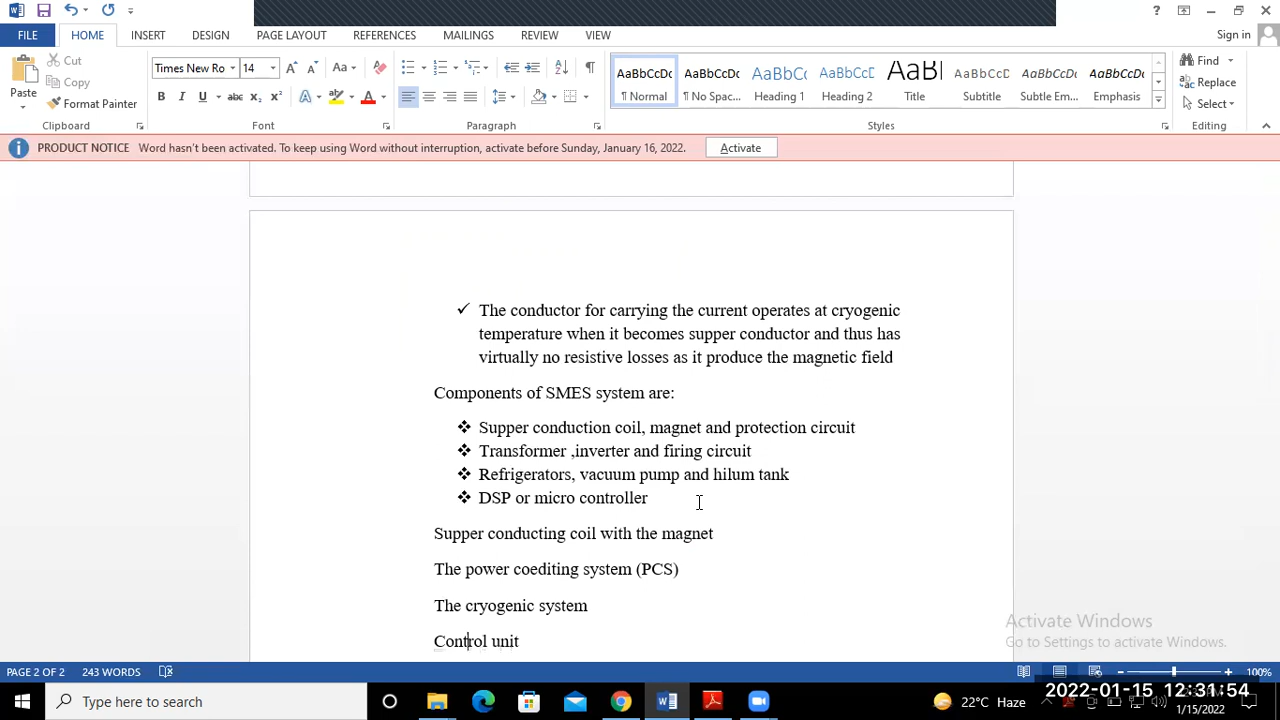 FILE HOME INSERT DESIGN PAGE LAYOUT REFERENCES MAILINGS REVIEW VIEW Sign in
Cut
Copy
Format Painter
Paste
Clipboard
Times New Ro 14
Font
Paragraph
AaBbCcDc AaBbCcDc AaBbCc AaBbCcC AaBl AaBbCcD AaBbCcDc AaBbCcDc
¶ Normal ¶ No Spac... Heading 1 Heading 2 Title Subtitle Subtle Em... Emphasis
Styles
Find
Replace
Select
Editing
PRODUCT NOTICE Word hasn't been activated. To keep using Word without interruption, activate before Sunday, January 16, 2022. Activate
✓ The conductor for carrying the current operates at cryogenic
temperature when it becomes supper conductor and thus has
virtually no resistive losses as it produce the magnetic field
Components of SMES system are:
❖ Supper conduction coil, magnet and protection circuit
❖ Transformer ,inverter and firing circuit
❖ Refrigerators, vacuum pump and hilum tank
❖ DSP or micro controller
Supper conducting coil with the magnet
The power coediting system (PCS)
The cryogenic system
Control unit
Activate Windows
Go to Settings to activate Windows.
PAGE 2 OF 2 243 WORDS 100%
Type here to search
22°C Haze
2022-01-15 12:31:54
1/15/2022